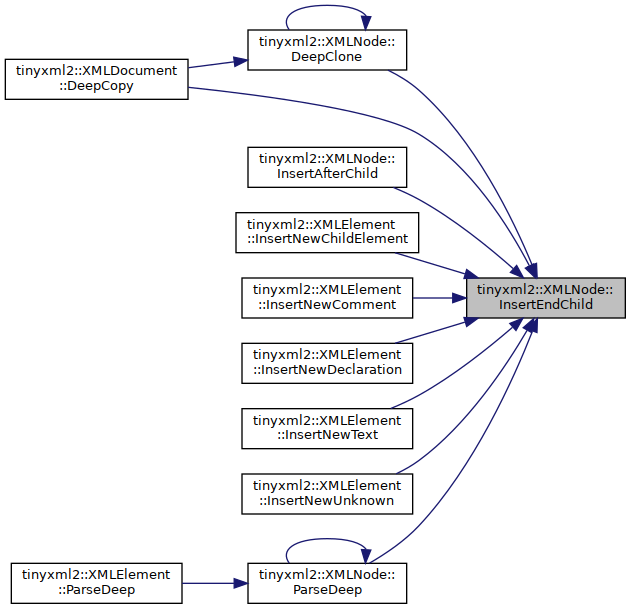 tinyxml2::XMLNode::
DeepClone
tinyxml2::XMLDocument
::DeepCopy
tinyxml2::XMLNode::
InsertAfterChild
tinyxml2::XMLElement
::InsertNewChildElement
tinyxml2::XMLElement
::InsertNewComment
tinyxml2::XMLNode::
InsertEndChild
tinyxml2::XMLElement
::InsertNewDeclaration
tinyxml2::XMLElement
::InsertNewText
tinyxml2::XMLElement
::InsertNewUnknown
tinyxml2::XMLElement
::ParseDeep
tinyxml2::XMLNode::
ParseDeep